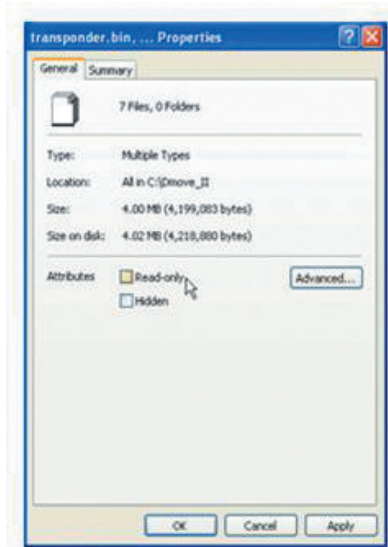 transponder.bin, ... Properties
General Summary
7 Files, 0 Folders
Type: Multiple Types
Location: All in C:\Dmove_II
Size: 4.00 MB (4,199,083 bytes)
Size on disk: 4.02 MB (4,218,880 bytes)
Attributes Read-only Advanced...
Hidden
OK Cancel Apply